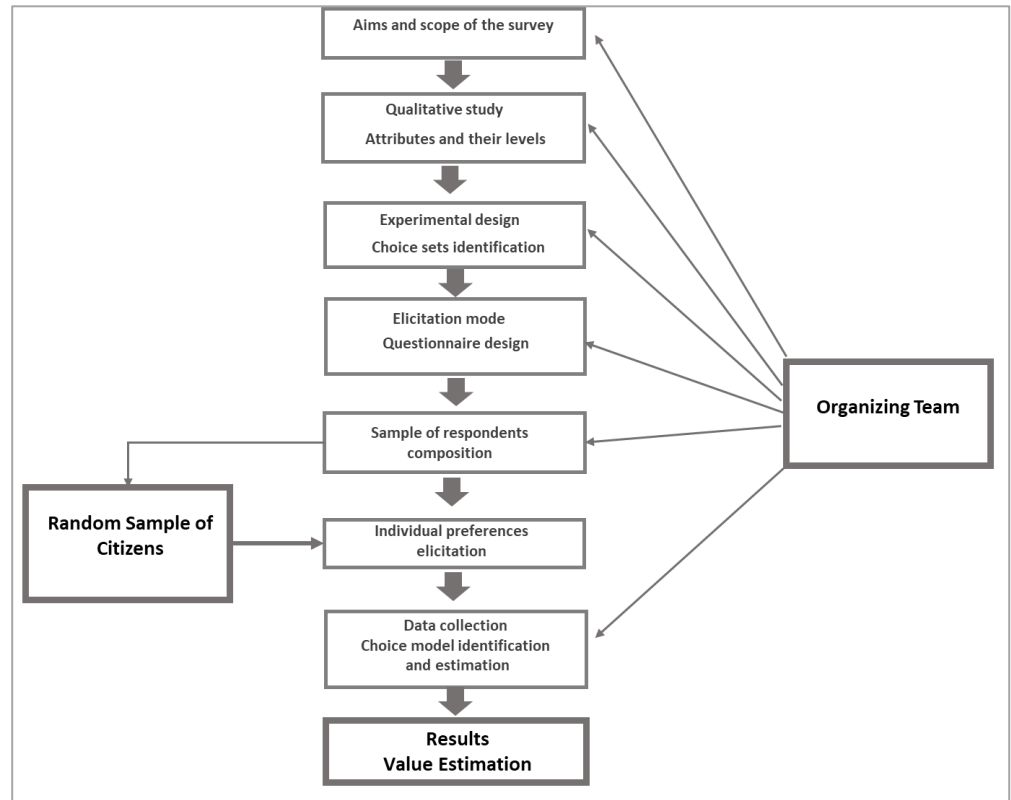 Aims and scope of the survey
Qualitative study
Attributes and their levels
Experimental design
Choice sets identification
Elicitation mode
Questionnaire design
Organizing Team
Sample of respondents
composition
Random Sample of
Citizens
Individual preferences
elicitation
Data collection
Choice model identification
and estimation
Results
Value Estimation